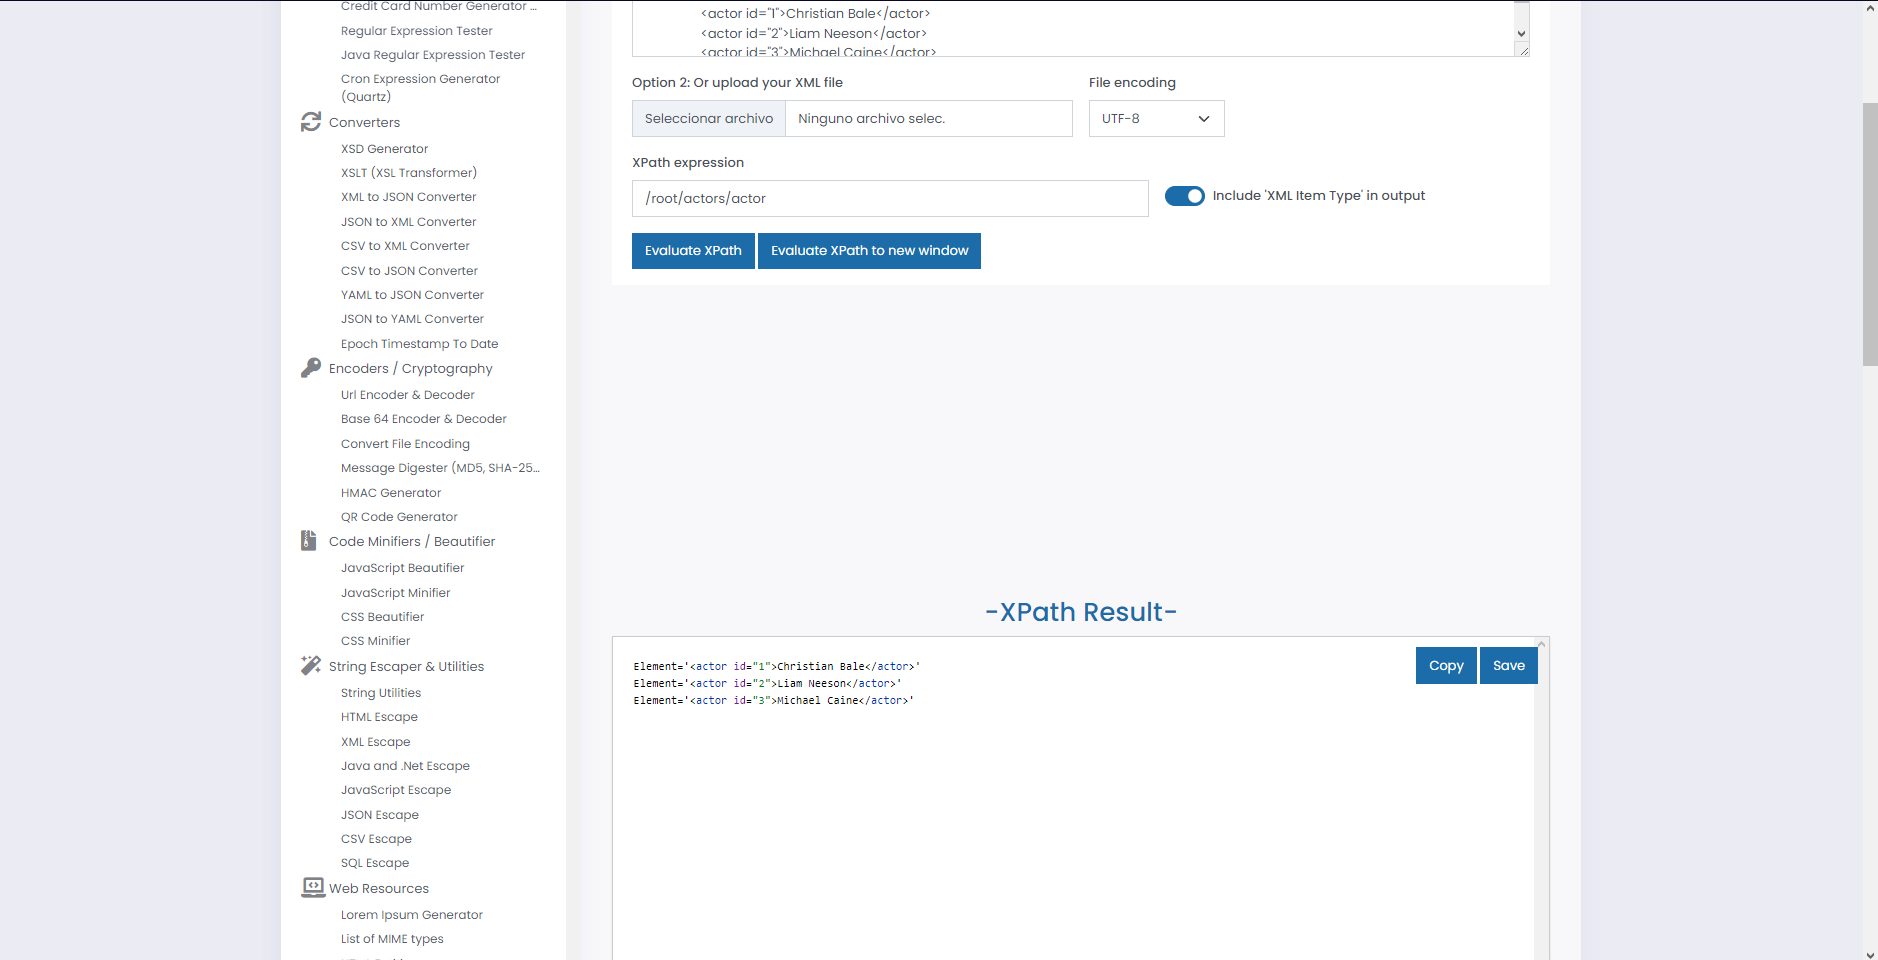 Credit Card Number Generator ...
Regular Expression Tester
Java Regular Expression Tester
Cron Expression Generator
(Quartz)
Converters
XSD Generator
XSLT (XSL Transformer)
XML to JSON Converter
JSON to XML Converter
CSV to XML Converter
CSV to JSON Converter
YAML to JSON Converter
JSON to YAML Converter
Epoch Timestamp To Date
Encoders / Cryptography
Url Encoder & Decoder
Base 64 Encoder & Decoder
Convert File Encoding
Message Digester (MD5, SHA-25...
HMAC Generator
QR Code Generator
Code Minifiers / Beautifier
JavaScript Beautifier
JavaScript Minifier
CSS Beautifier
CSS Minifier
String Escaper & Utilities
String Utilities
HTML Escape
XML Escape
Java and .Net Escape
JavaScript Escape
JSON Escape
CSV Escape
SQL Escape
Web Resources
Lorem Ipsum Generator
List of MIME types
<actor id="1">Christian Bale</actor>
<actor id="2">Liam Neeson</actor>
<actor id="3">Michael Caine</actor>
Option 2: Or upload your XML file
File encoding
Seleccionar archivo
Ninguno archivo selec.
UTF-8
XPath expression
/root/actors/actor
Include 'XML Item Type' in output
Evaluate XPath
Evaluate XPath to new window
-XPath Result-
Copy
Save
Element='<actor id="1">Christian Bale</actor>'
Element='<actor id="2">Liam Neeson</actor>'
Element='<actor id="3">Michael Caine</actor>'